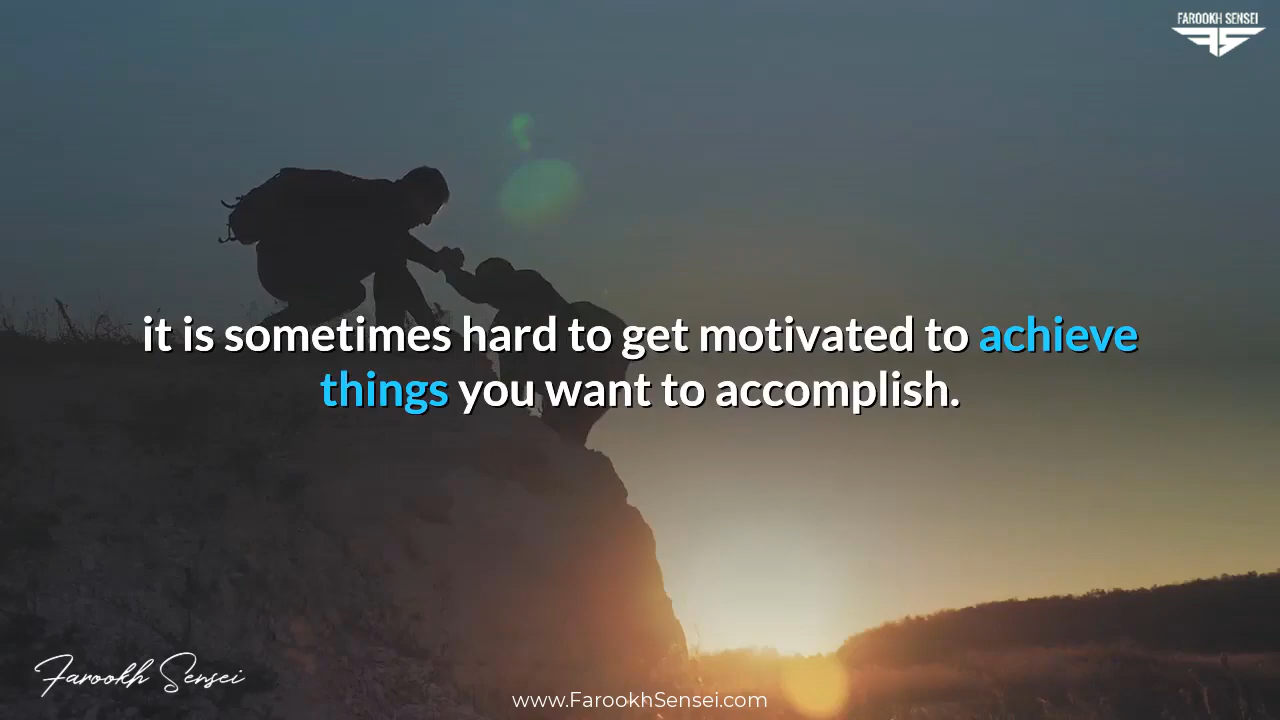 FAROOKH SENSEI
FS
it is sometimes hard to get motivated to achieve
things you want to accomplish.
Farookh Sensei
www.FarookhSensei.com